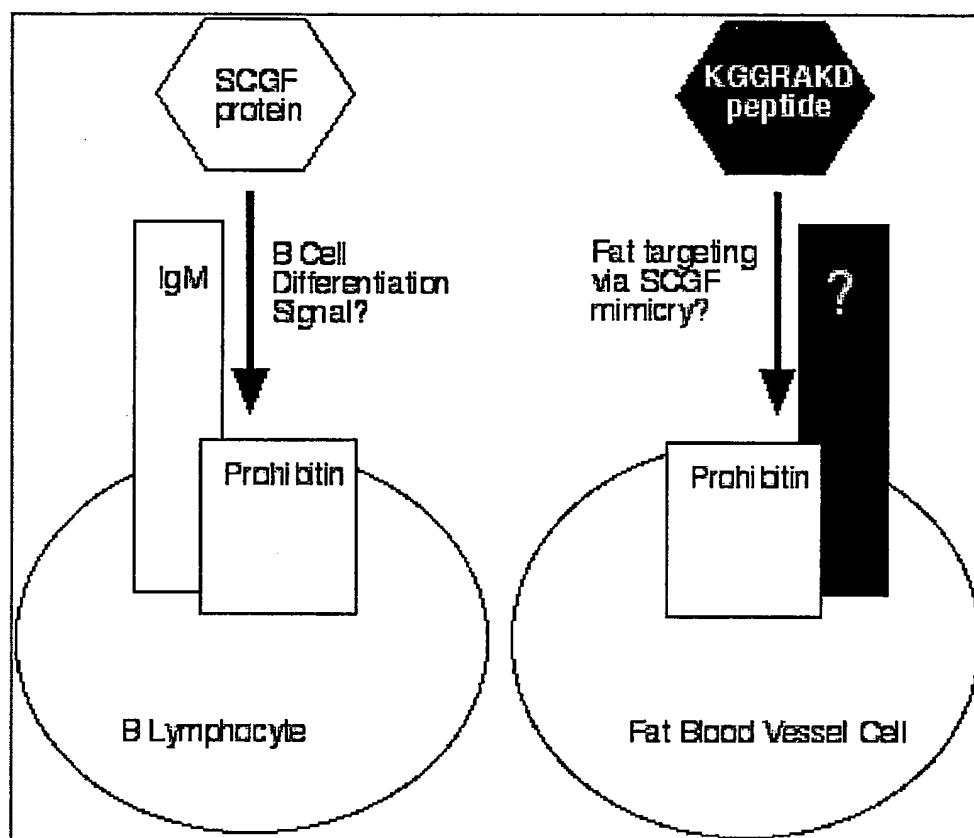 SCGF
protein
IgM
B Cell
Differentiation
Signal?
Prohibitin
B Lymphocyte
KGGRAKD
peptide
Fat targeting
via SCGF
mimicry?
?
Prohibitin
Fat Blood Vessel Cell